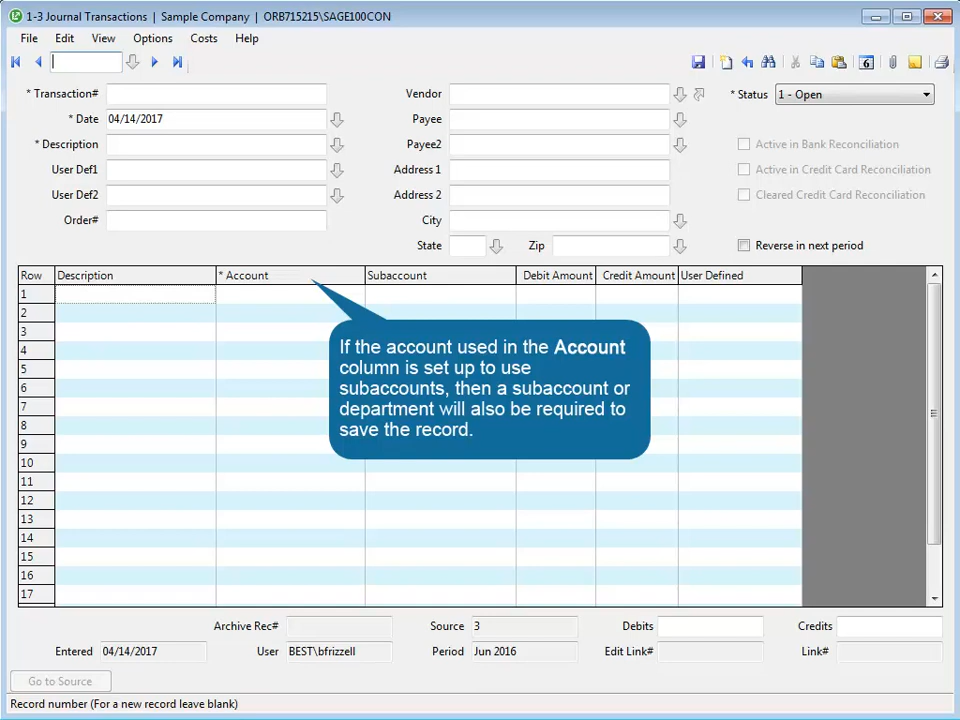 1-3 Journal Transactions | Sample Company | ORB715215\SAGE100CON
File Edit View Options Costs Help
6
* Transaction# Vendor * Status 1 - Open
* Date 04/14/2017 Payee
* Description Payee2 Active in Bank Reconciliation
User Def1 Address 1 Active in Credit Card Reconciliation
User Def2 Address 2 Cleared Credit Card Reconciliation
Order# City
State Zip Reverse in next period
Row Description * Account Subaccount Debit Amount Credit Amount User Defined
1
2
3
4
5
6
7
8
9
10
11
12
13
14
15
16
17
If the account used in the Account
column is set up to use
subaccounts, then a subaccount or
department will also be required to
save the record.
Archive Rec# Source 3 Debits Credits
Entered 04/14/2017 User BEST\bfrizzell Period Jun 2016 Edit Link# Link#
Go to Source
Record number (For a new record leave blank)